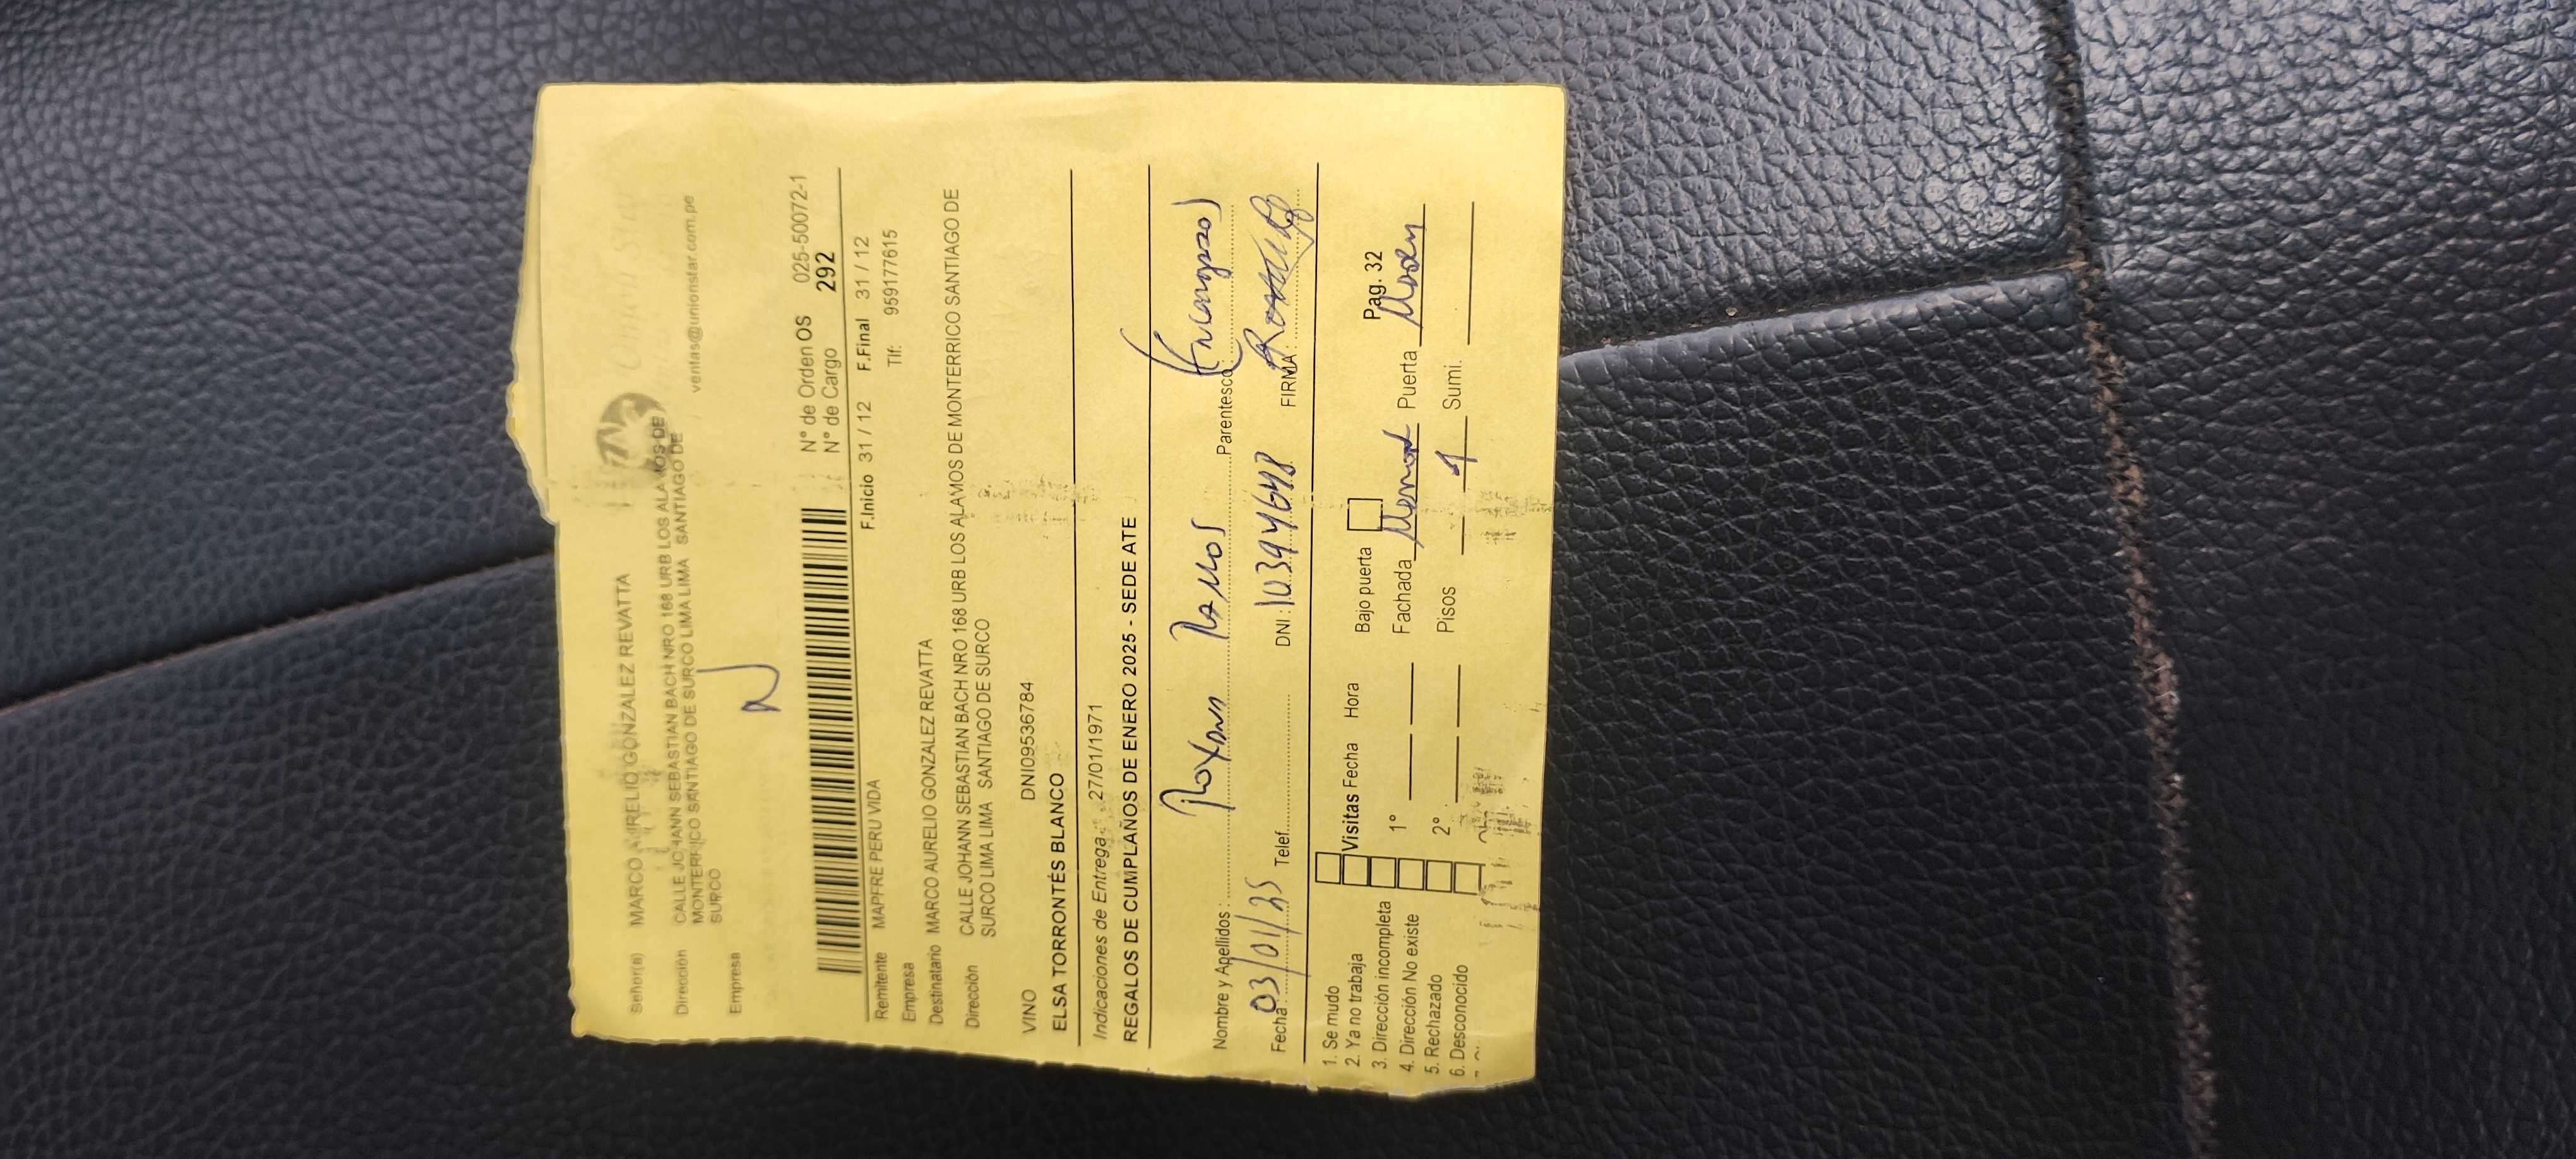 Union Star
ventas@unionstar.com.pe
Señor(a) MARCO AURELIO GONZALEZ REVATTA
Dirección CALLE JOHANN SEBASTIAN BACH NRO 168 URB LOS ALAMOS DE
MONTERRICO SANTIAGO DE SURCO LIMA LIMA SANTIAGO DE
SURCO
Empresa
N° de Orden OS 025-50072-1
N° de Cargo 292
F.Inicio 31 / 12 F.Final 31 / 12
Remitente MAPFRE PERU VIDA Tlf: 959177615
Empresa
Destinatario MARCO AURELIO GONZALEZ REVATTA
Dirección CALLE JOHANN SEBASTIAN BACH NRO 168 URB LOS ALAMOS DE MONTERRICO SANTIAGO DE
SURCO LIMA LIMA SANTIAGO DE SURCO
VINO DNI09536784
ELSA TORRONTÉS BLANCO
Indicaciones de Entrega: 27/01/1971
REGALOS DE CUMPLAÑOS DE ENERO 2025 - SEDE ATE
Nombre y Apellidos: Roxana Ramos Parentesco: (Encargada)
Fecha: 03/01/25 Telef. DNI: 10394648 FIRMA:
1. Se mudo
2. Ya no trabaja Visitas Fecha Hora Bajo puerta Pag. 32
3. Dirección incompleta
4. Dirección No existe 1° Fachada Puerta
5. Rechazado 2° Pisos 1 Sumi.
6. Desconocido